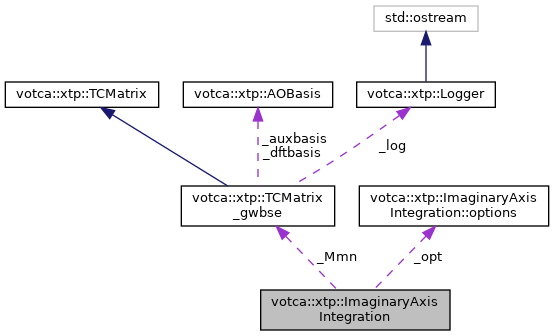 std::ostream
votca::xtp::TCMatrix
votca::xtp::AOBasis
votca::xtp::Logger
_auxbasis
_dftbasis
_log
votca::xtp::TCMatrix
_gwbse
votca::xtp::ImaginaryAxis
Integration::options
_Mmn
_opt
votca::xtp::ImaginaryAxis
Integration